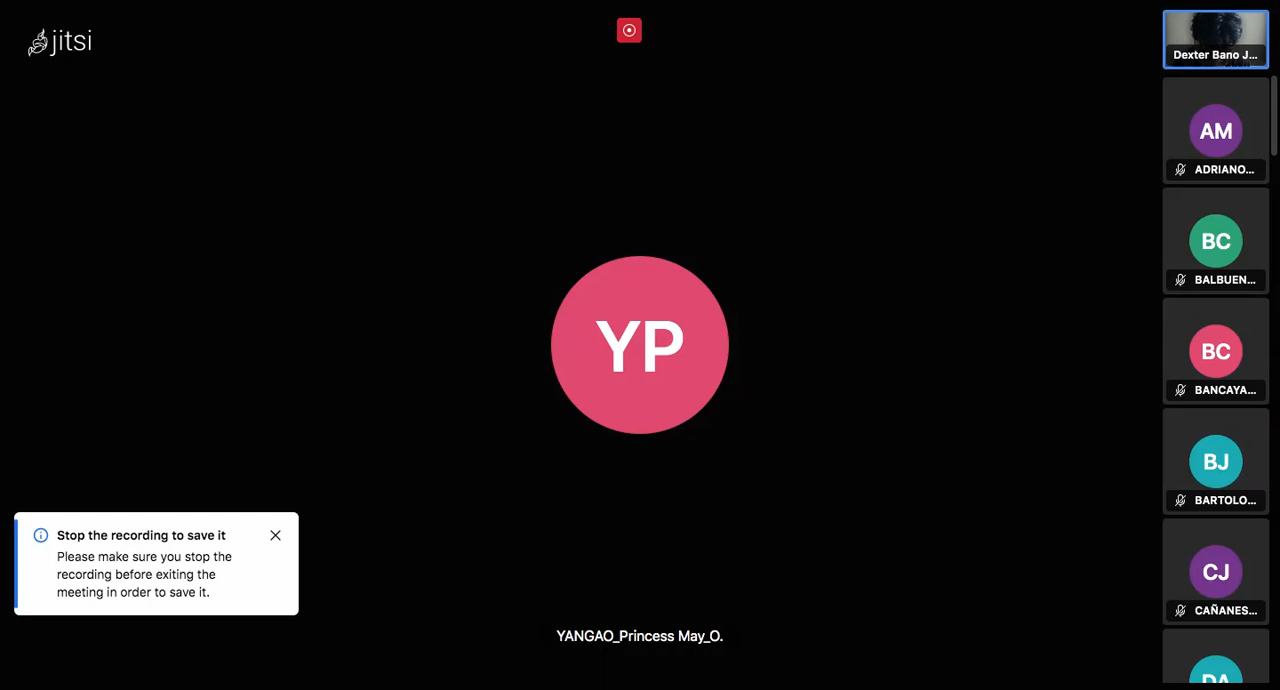 jitsi
Dexter Bano J...
AM
ADRIANO...
BC
BALBUEN...
BC
BANCAYA...
BJ
BARTOLO...
CJ
CAÑANES...
DA
YP
YANGAO_Princess May_O.
Stop the recording to save it
Please make sure you stop the
recording before exiting the
meeting in order to save it.